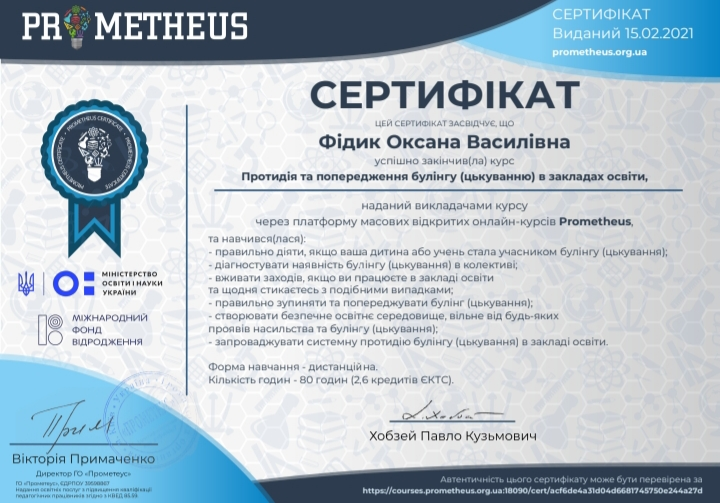 PROMETHEUS
СЕРТИФІКАТ
Виданий 15.02.2021
prometheus.org.ua
СЕРТИФІКАТ
ЦЕЙ СЕРТИФІКАТ ЗАСВІДЧУЄ, ЩО
Фідик Оксана Василівна
успішно закінчив(ла) курс
Протидія та попередження булінгу (цькуванню) в закладах освіти,
наданий викладачами курсу
через платформу масових відкритих онлайн-курсів Prometheus,
та навчився(лася):
- правильно діяти, якщо ваша дитина або учень стала учасником булінгу (цькування);
- діагностувати наявність булінгу (цькування) в колективі;
- вживати заходів, якщо ви працюєте в закладі освіти
та щодня стикаєтесь з подібними випадками;
- правильно зупиняти та попереджувати булінг (цькування);
- створювати безпечне освітнє середовище, вільне від будь-яких
проявів насильства та булінгу (цькування);
- запроваджувати системну протидію булінгу (цькуванню) в закладі освіти.
Форма навчання - дистанційна.
Кількість годин - 80 годин (2,6 кредитів ЄКТС).
PROMETHEUS CERTIFICATE
МІНІСТЕРСТВО
ОСВІТИ І НАУКИ
УКРАЇНИ
МІЖНАРОДНИЙ
ФОНД
ВІДРОДЖЕННЯ
Вікторія Примаченко
Директор ГО «Прометеус»
ГО «Прометеус», ЄДРПОУ 39598867
Надання освітніх послуг з підвищення кваліфікації
педагогічних працівників згідно з КВЕД 85.59.
Хобзей Павло Кузьмович
Автентичність цього сертифікату може бути перевірена за
https://courses.prometheus.org.ua:18090/cert/acf6de4a31d04d6681745750e244a27d